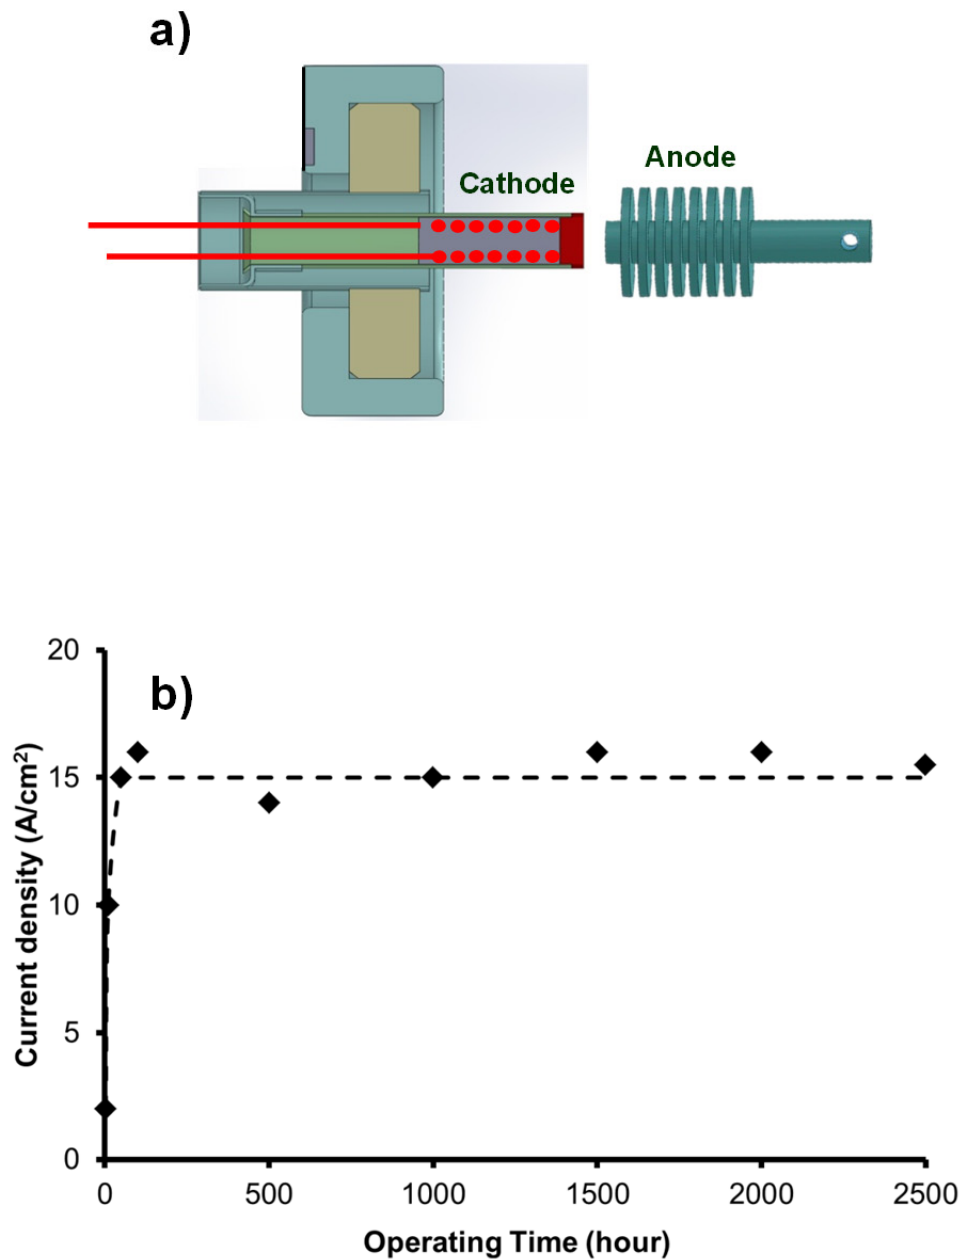 a)
Cathode
Anode
b)
Current density (A/cm²)
20
15
10
5
0
0 500 1000 1500 2000 2500
Operating Time (hour)